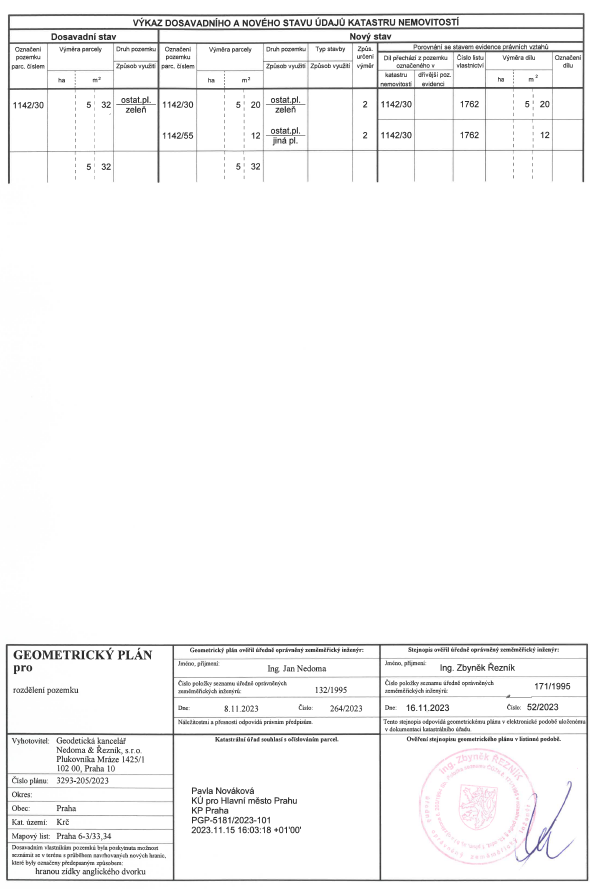 VÝKAZ DOSAVADNÍHO A NOVÉHO STAVU ÚDAJŮ KATASTRU NEMOVITOSTÍ
Dosavadní stav
Nový stav
Označení pozemku parc. číslem
Výměra parcely
ha
m²
Druh pozemku
Způsob využití
Označení pozemku parc. číslem
Výměra parcely
ha
m²
Druh pozemku
Způsob využití
Typ stavby
Způsob využití
Způs. určení výměr
Porovnání se stavem evidence právních vztahů
Díl přechází z pozemku označeného v
katastru nemovitostí
dřívější poz. evidenci
Číslo listu vlastnictví
Výměra dílu
ha
m²
Označení dílu
1142/30 5 32 ostat.pl. zeleň 1142/30 5 20 ostat.pl. zeleň 2 1142/30 1762 5 20
1142/55 12 ostat.pl. jiná pl. 2 1142/30 1762 12
5 32 5 32
GEOMETRICKÝ PLÁN
pro
rozdělení pozemku
Geometrický plán ověřil úředně oprávněný zeměměřický inženýr:
Jméno, příjmení: Ing. Jan Nedoma
Číslo položky seznamu úředně oprávněných
zeměměřických inženýrů: 132/1995
Dne: 8.11.2023 Číslo: 264/2023
Náležitostmi a přesností odpovídá právním předpisům.
Stejnopis ověřil úředně oprávněný zeměměřický inženýr:
Jméno, příjmení: Ing. Zbyněk Řezník
Číslo položky seznamu úředně oprávněných
zeměměřických inženýrů: 171/1995
Dne: 16.11.2023 Číslo: 52/2023
Tento stejnopis odpovídá geometrickému plánu v elektronické podobě uloženému
v dokumentaci katastrálního úřadu.
Vyhotovitel: Geodetická kancelář
Nedoma & Řezník, s.r.o.
Plukovníka Mráze 1425/1
102 00, Praha 10
Číslo plánu: 3293-205/2023
Okres:
Obec: Praha
Kat. území: Krč
Mapový list: Praha 6-3/33,34
Dosavadním vlastníkům pozemků byla poskytnuta možnost
seznámit se v terénu s průběhem navrhovaných nových hranic,
které byly označeny předepsaným způsobem:
hranou zídky anglického dvorku
Katastrální úřad souhlasí s očíslováním parcel.
Pavla Nováková
KÚ pro Hlavní město Prahu
KP Praha
PGP-5181/2023-101
2023.11.15 16:03:18 +01'00'
Ověření stejnopisu geometrického plánu v listinné podobě.
Ing. Zbyněk ŘEZNÍK